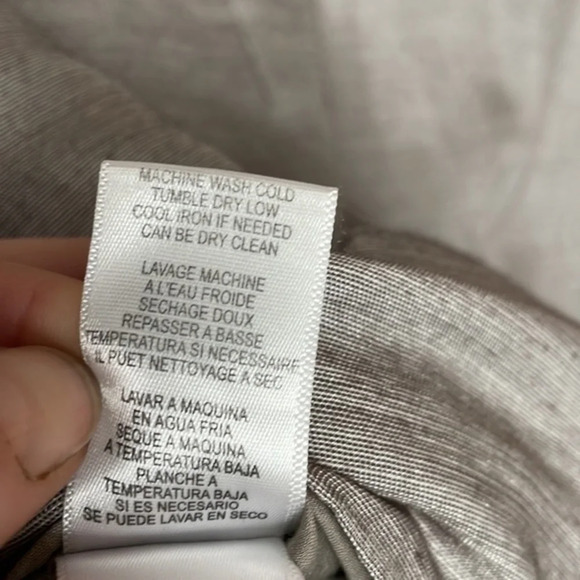 MACHINE WASH COLD
TUMBLE DRY LOW
COOL IRON IF NEEDED
CAN BE DRY CLEAN
LAVAGE MACHINE
A L'EAU FROIDE
SECHAGE DOUX
REPASSER A BASSE
TEMPERATURA SI NECESSAIRE
IL PUET NETTOYAGE A SEC
LAVAR A MAQUINA
EN AGUA FRIA
SEQUE A MAQUINA
A TEMPERATURA BAJA
PLANCHE A
TEMPERATURA BAJA
SI ES NECESARIO
SE PUEDE LAVAR EN SECO